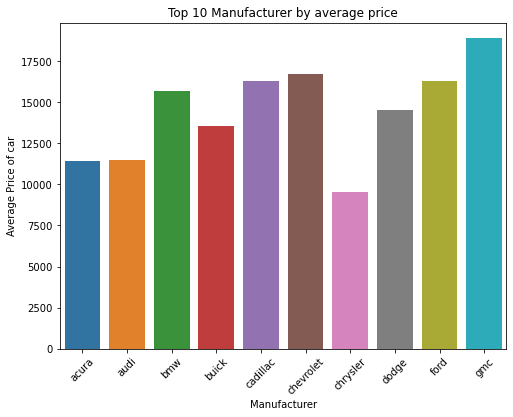 Top 10 Manufacturer by average price
Average Price of car
17500
15000
12500
10000
7500
5000
2500
0
acura
audi
bmw
buick
cadillac
chevrolet
chrysler
dodge
ford
gmc
Manufacturer